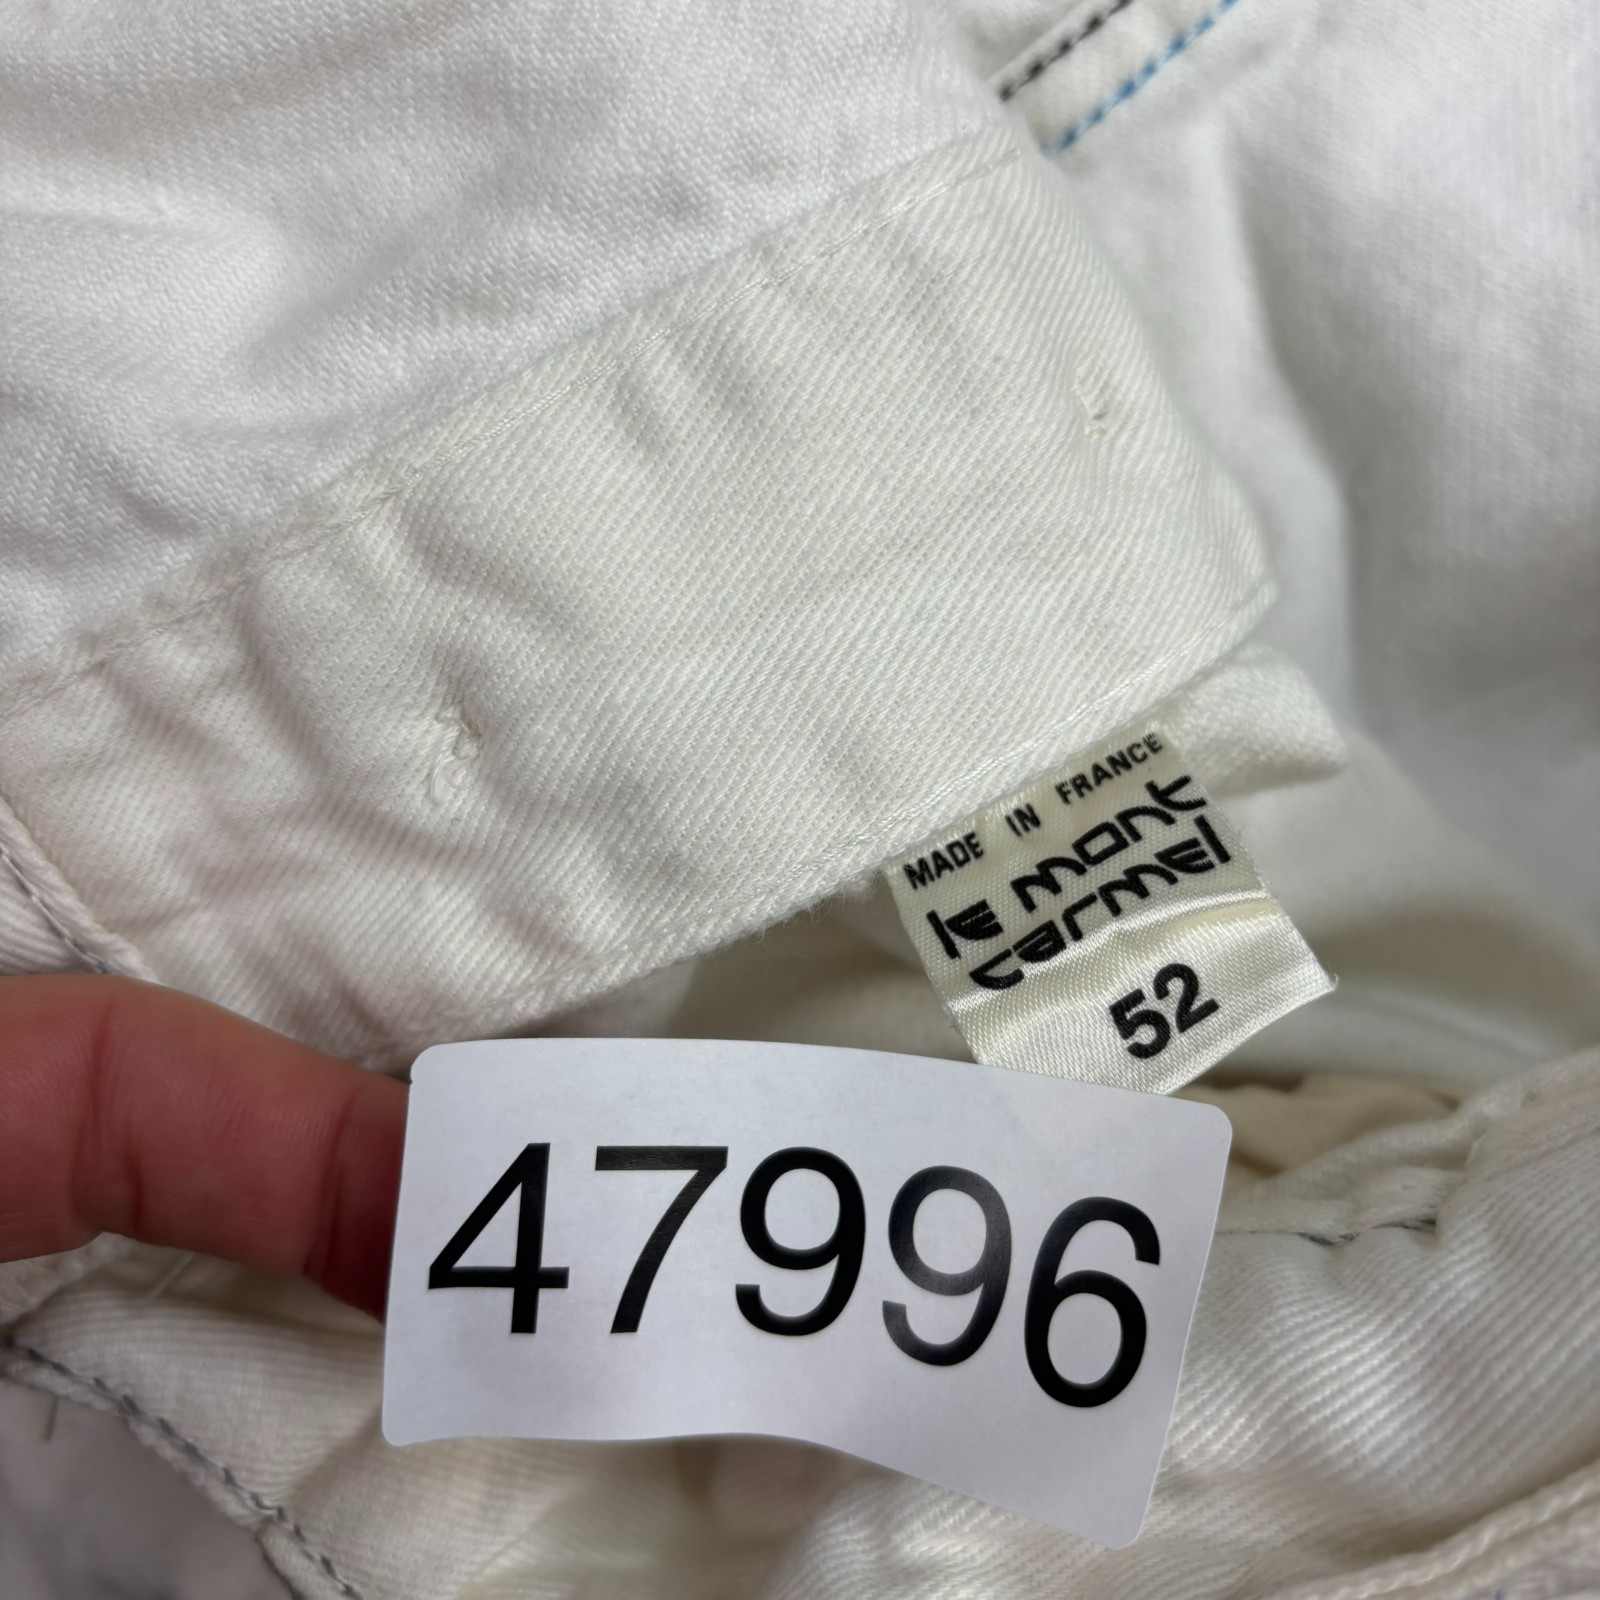 MADE IN FRANCE
le mont
carmel
52
47996